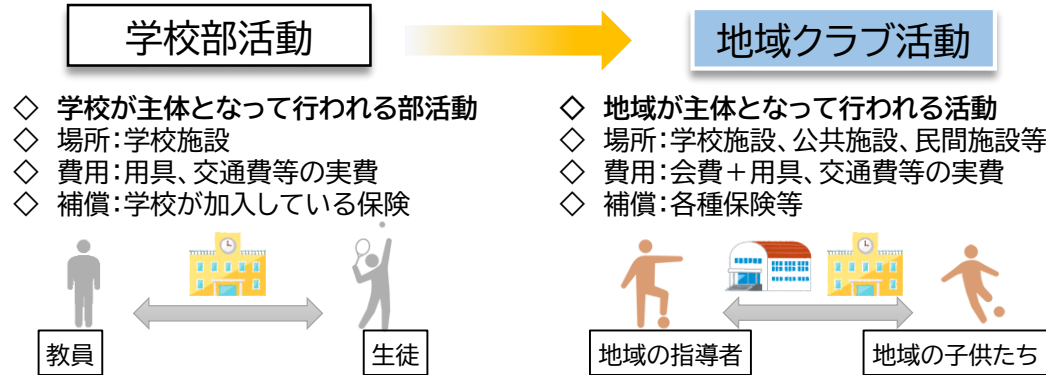 学校部活動
地域クラブ活動
◇ 学校が主体となって行われる部活動
◇ 場所：学校施設
◇ 費用：用具、交通費等の実費
◇ 補償：学校が加入している保険
◇ 地域が主体となって行われる活動
◇ 場所：学校施設、公共施設、民間施設等
◇ 費用：会費＋用具、交通費等の実費
◇ 補償：各種保険等
教員
生徒
地域の指導者
地域の子供たち